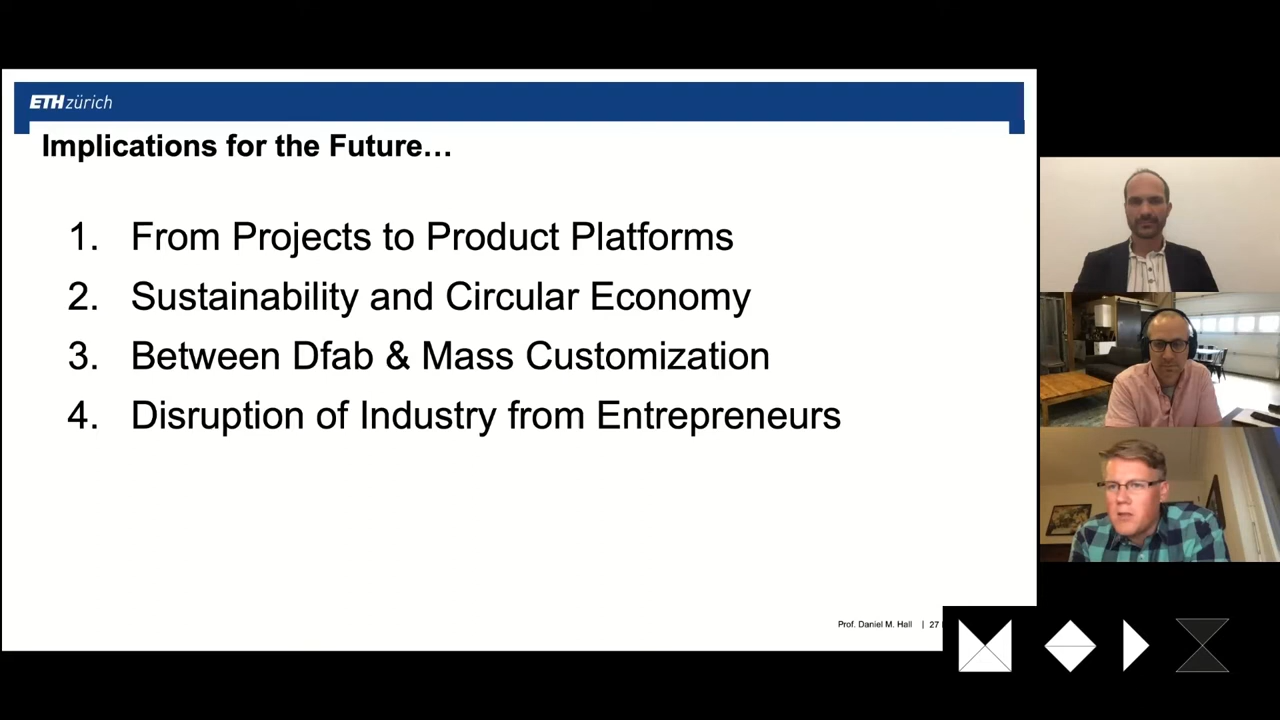 ETH zürich
Implications for the Future…
1. From Projects to Product Platforms
2. Sustainability and Circular Economy
3. Between Dfab & Mass Customization
4. Disruption of Industry from Entrepreneurs
Prof. Daniel M. Hall | 27